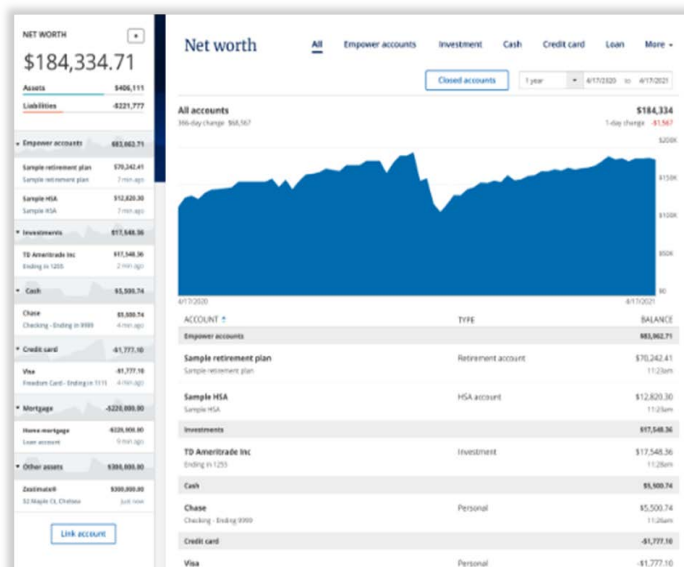 NET WORTH
+
$184,334.71
Assets $406,111
Liabilities -$221,777
Empower accounts $83,062.71
Sample retirement plan $70,242.41
Sample retirement plan 7 min ago
Sample HSA $12,820.30
Sample HSA 7 min ago
Investments $17,548.36
TD Ameritrade Inc $17,548.36
Ending in 1255 2 min ago
Cash $5,500.74
Chase $5,500.74
Checking - Ending in 9999 4 min ago
Credit card -$1,777.10
Visa -$1,777.10
Freedom Card - Ending in 1111 4 min ago
Mortgage -$220,000.00
Home mortgage -$220,000.00
Loan account 9 min ago
Other assets $300,000.00
Zestimate® $300,000.00
52 Maple Ct, Chelsea just now
Link account
Net worth
All Empower accounts Investment Cash Credit card Loan More
Closed accounts 1 year 4/17/2020 to 4/17/2021
All accounts $184,334
366-day change $68,567 1-day change -$1,567
$200K
$150K
$100K
$50K
$0
4/17/2020 4/17/2021
ACCOUNT ↑ TYPE BALANCE
Empower accounts $83,062.71
Sample retirement plan Retirement account $70,242.41
Sample retirement plan 11:23am
Sample HSA HSA account $12,820.30
Sample HSA 11:23am
Investments $17,548.36
TD Ameritrade Inc Investment $17,548.36
Ending in 1255 11:28am
Cash $5,500.74
Chase Personal $5,500.74
Checking - Ending 9999 11:26am
Credit card -$1,777.10
Visa Personal -$1,777.10